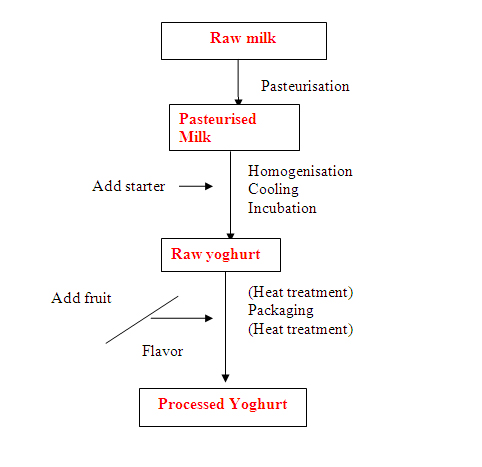 Raw milk
Pasteurisation
Pasteurised
Milk
Add starter
Homogenisation
Cooling
Incubation
Raw yoghurt
Add fruit
Flavor
(Heat treatment)
Packaging
(Heat treatment)
Processed Yoghurt